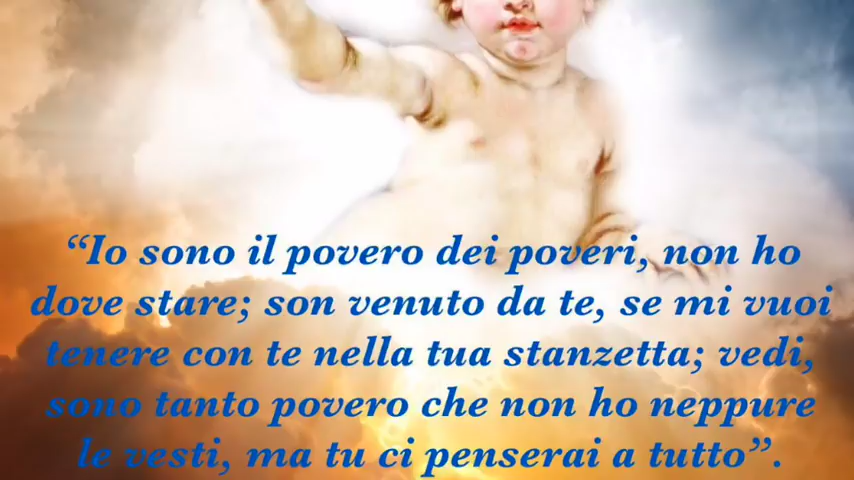 “Io sono il povero dei poveri, non ho
dove stare; son venuto da te, se mi vuoi
tenere con te nella tua stanzetta; vedi,
sono tanto povero che non ho neppure
le vesti, ma tu ci penserai a tutto”.